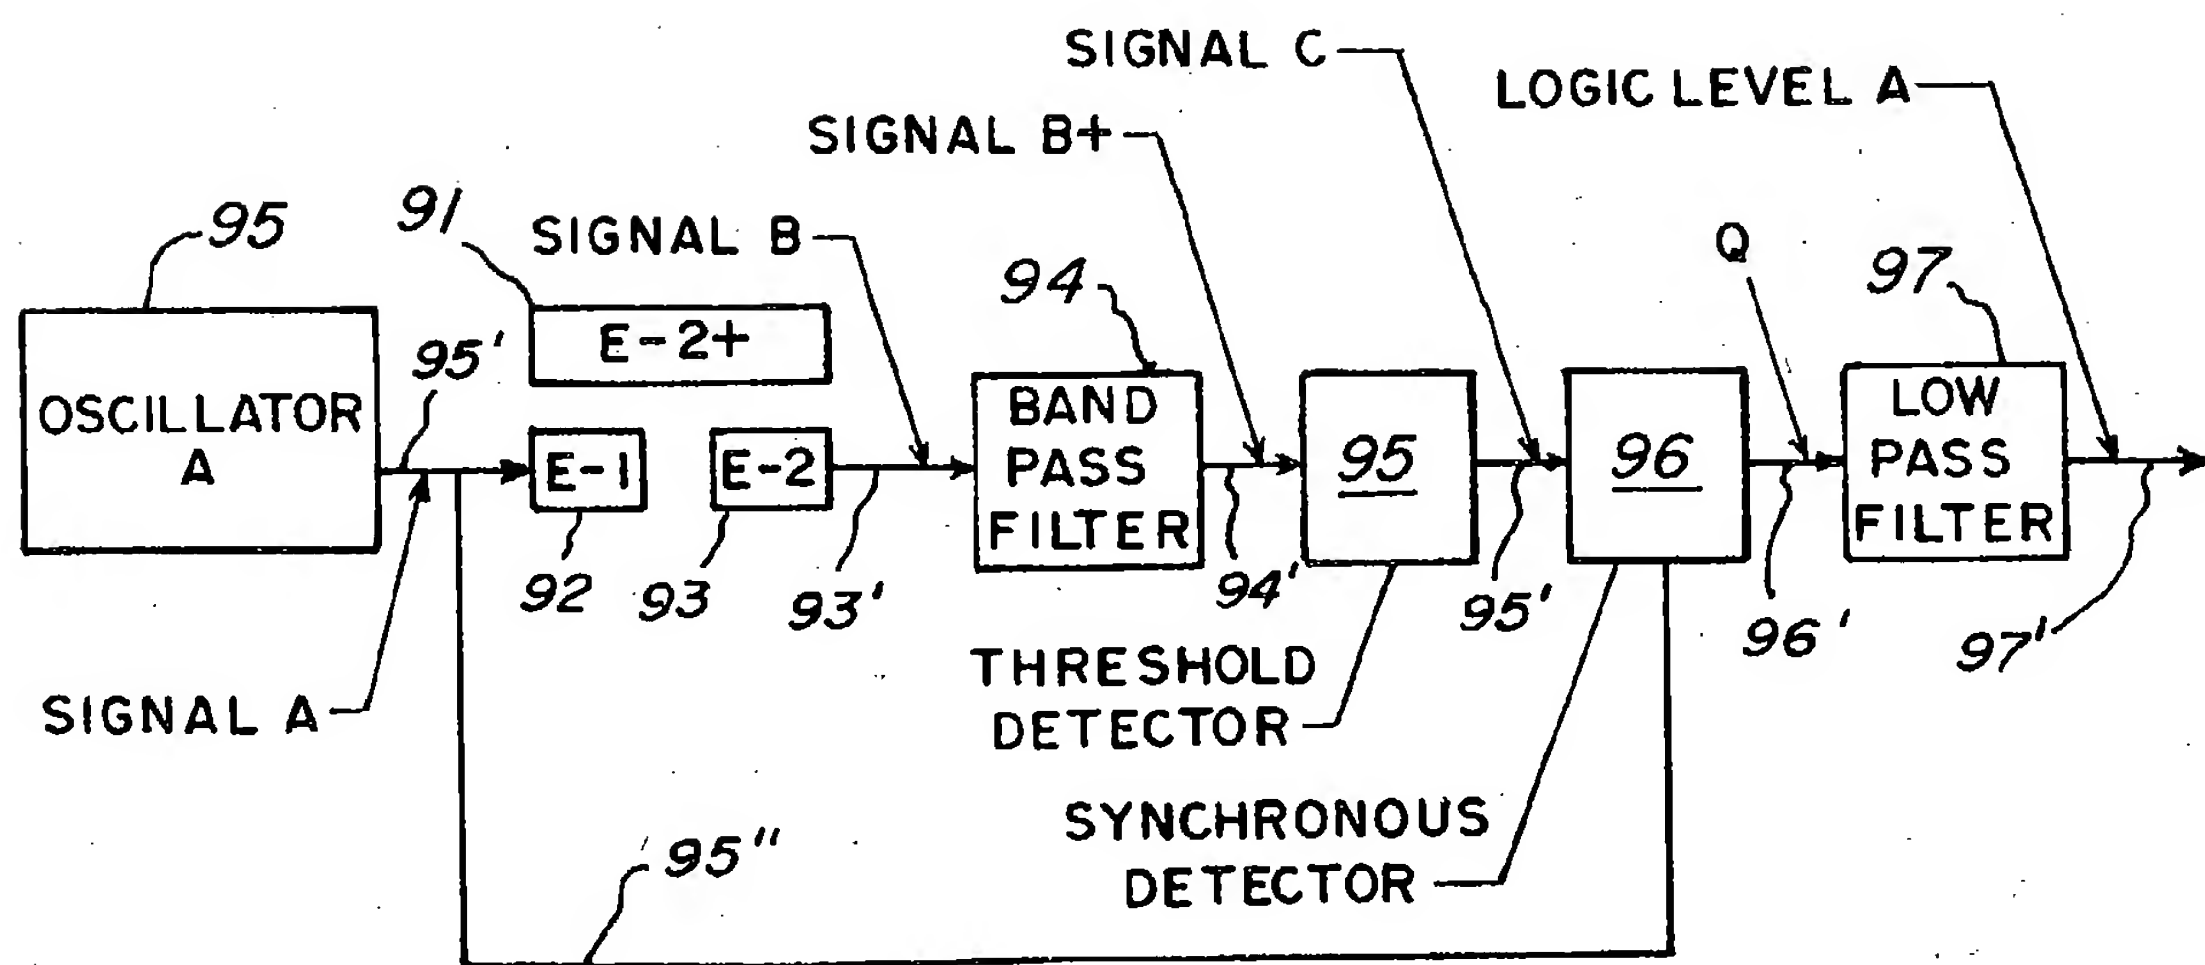 SIGNAL C
LOGIC LEVEL A
SIGNAL B+
95
91
SIGNAL B
94
Q
97
E-2+
95'
OSCILLATOR
A
E-1
E-2
BAND
PASS
FILTER
95
96
LOW
PASS
FILTER
92
93
93'
94'
95'
96'
97'
THRESHOLD
DETECTOR
SIGNAL A
SYNCHRONOUS
DETECTOR
95"